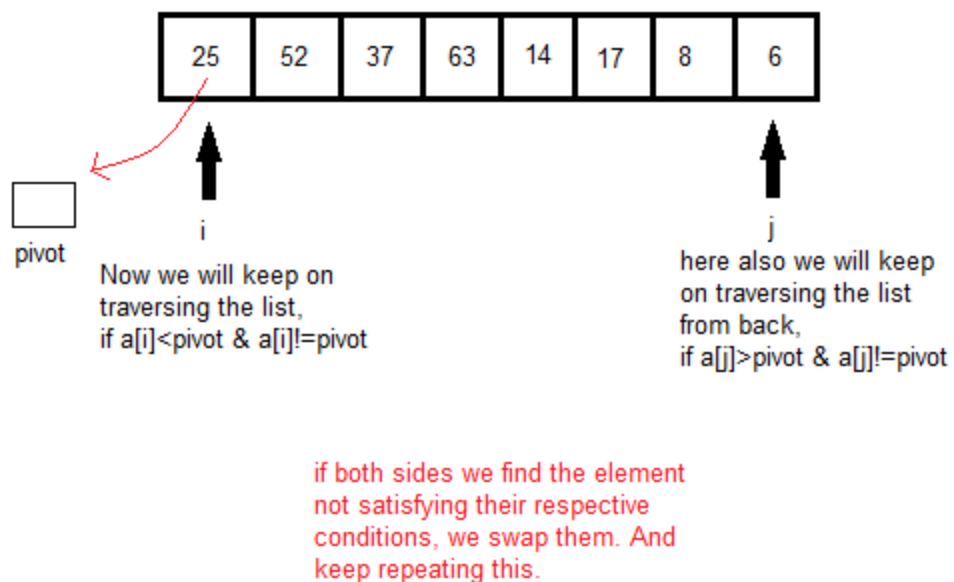 25 52 37 63 14 17 8 6
pivot
i
Now we will keep on
traversing the list,
if a[i]<pivot & a[i]!=pivot
j
here also we will keep
on traversing the list
from back,
if a[j]>pivot & a[j]!=pivot
if both sides we find the element
not satisfying their respective
conditions, we swap them. And
keep repeating this.